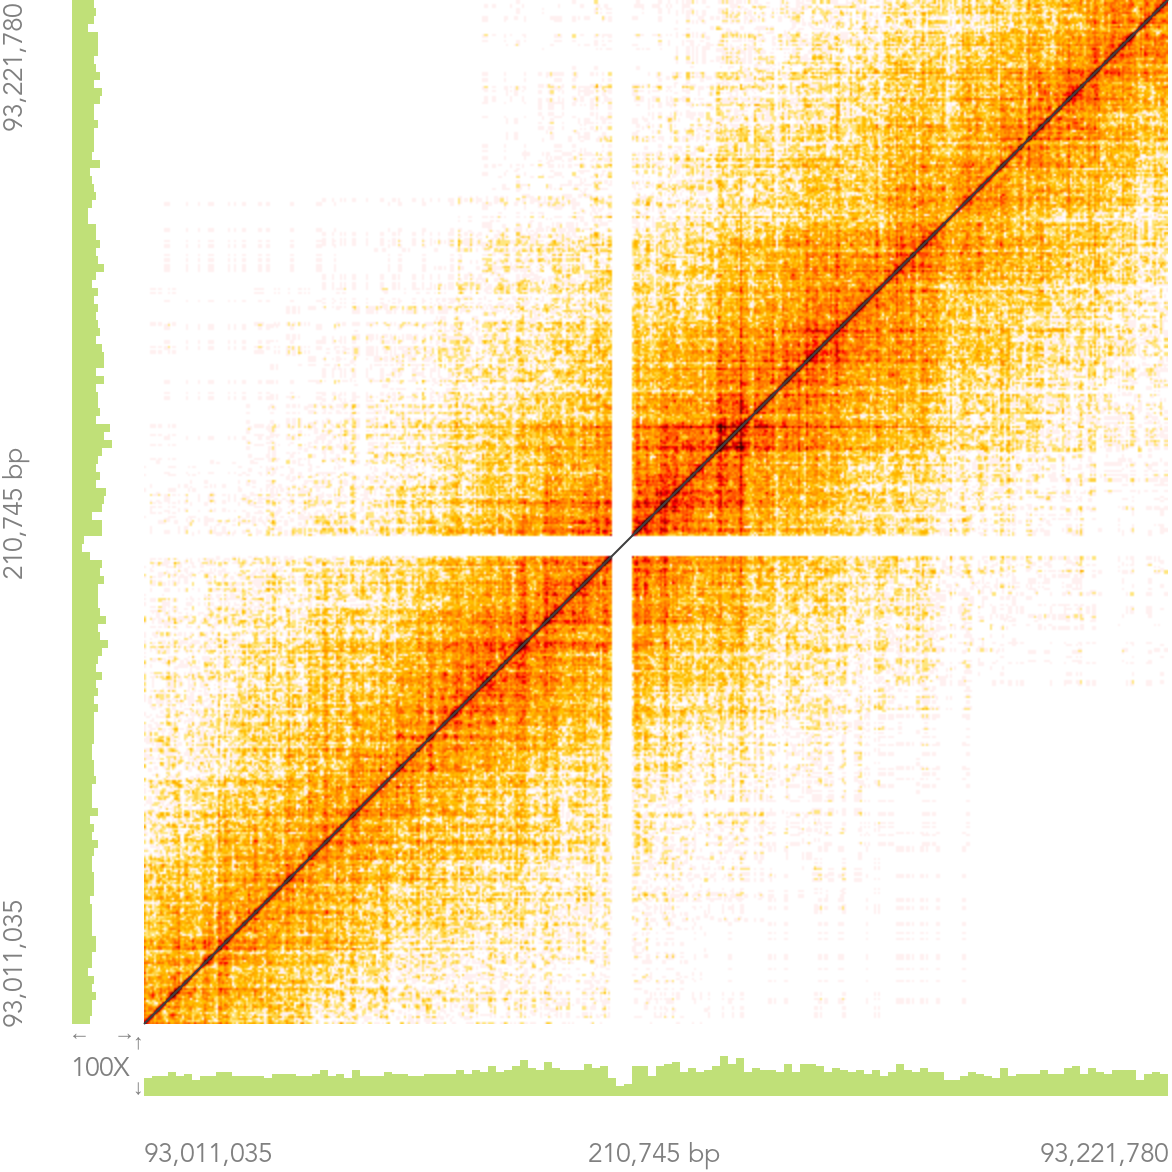 93,221,780
210,745 bp
93,011,035
← →
↑
100X
↓
93,011,035 210,745 bp 93,221,780